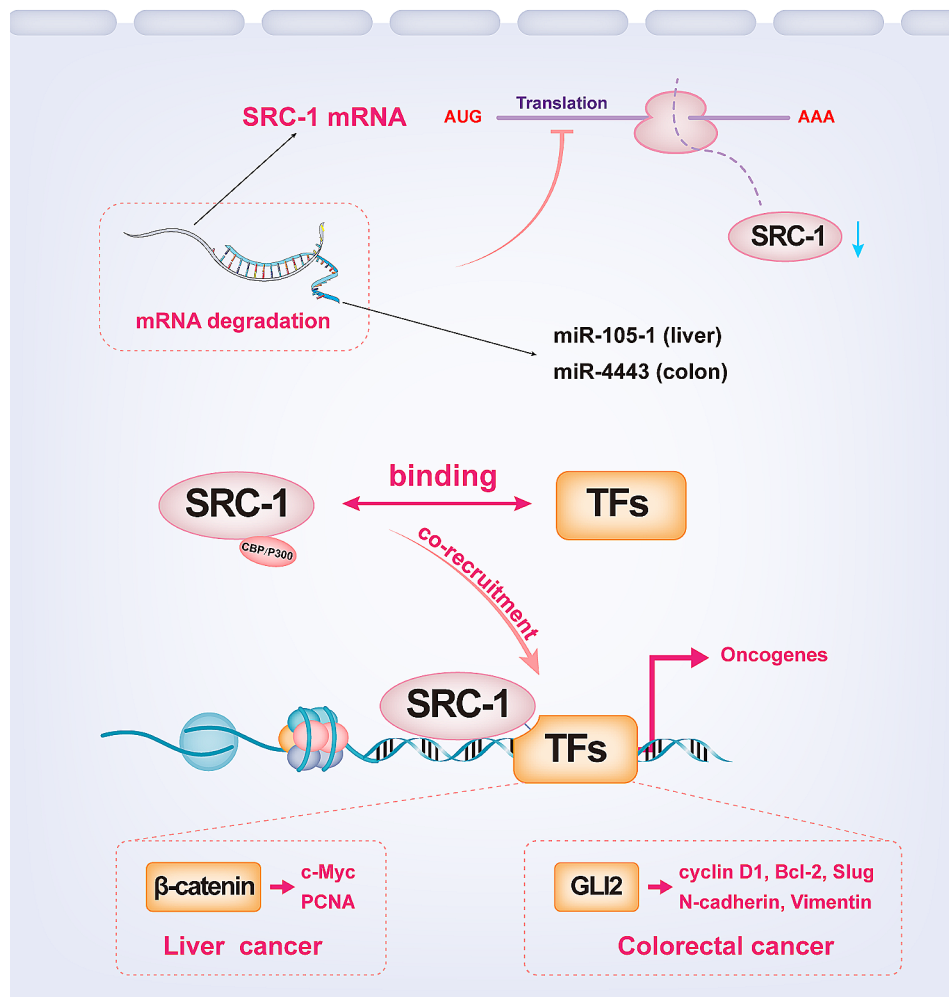 SRC-1 mRNA
AUG
Translation
AAA
SRC-1
mRNA degradation
miR-105-1 (liver)
miR-4443 (colon)
SRC-1
CBP/P300
binding
TFs
co-recruitment
Oncogenes
SRC-1
TFs
β-catenin
c-Myc
PCNA
Liver cancer
GLI2
cyclin D1, Bcl-2, Slug
N-cadherin, Vimentin
Colorectal cancer